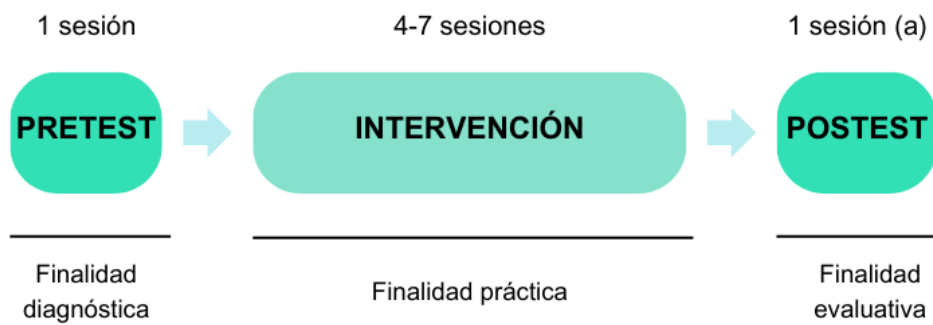 1 sesión
4-7 sesiones
1 sesión (a)
PRETEST
INTERVENCIÓN
POSTEST
Finalidad
diagnóstica
Finalidad práctica
Finalidad
evaluativa